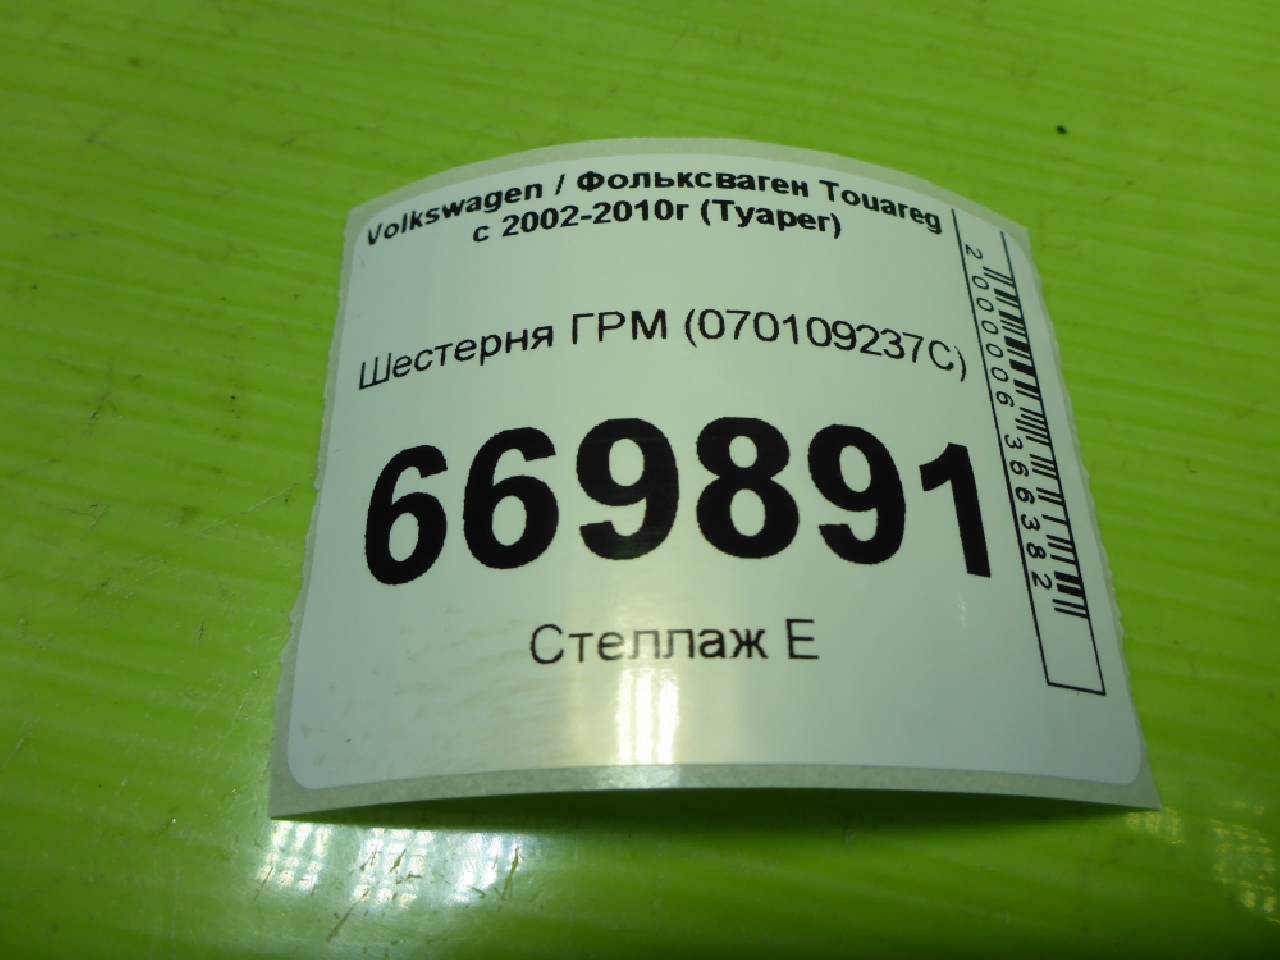 Volkswagen / Фольксваген Touareg
с 2002-2010г (Туарег)
Шестерня ГРМ (070109237C)
669891
Стеллаж Е
2000006366382